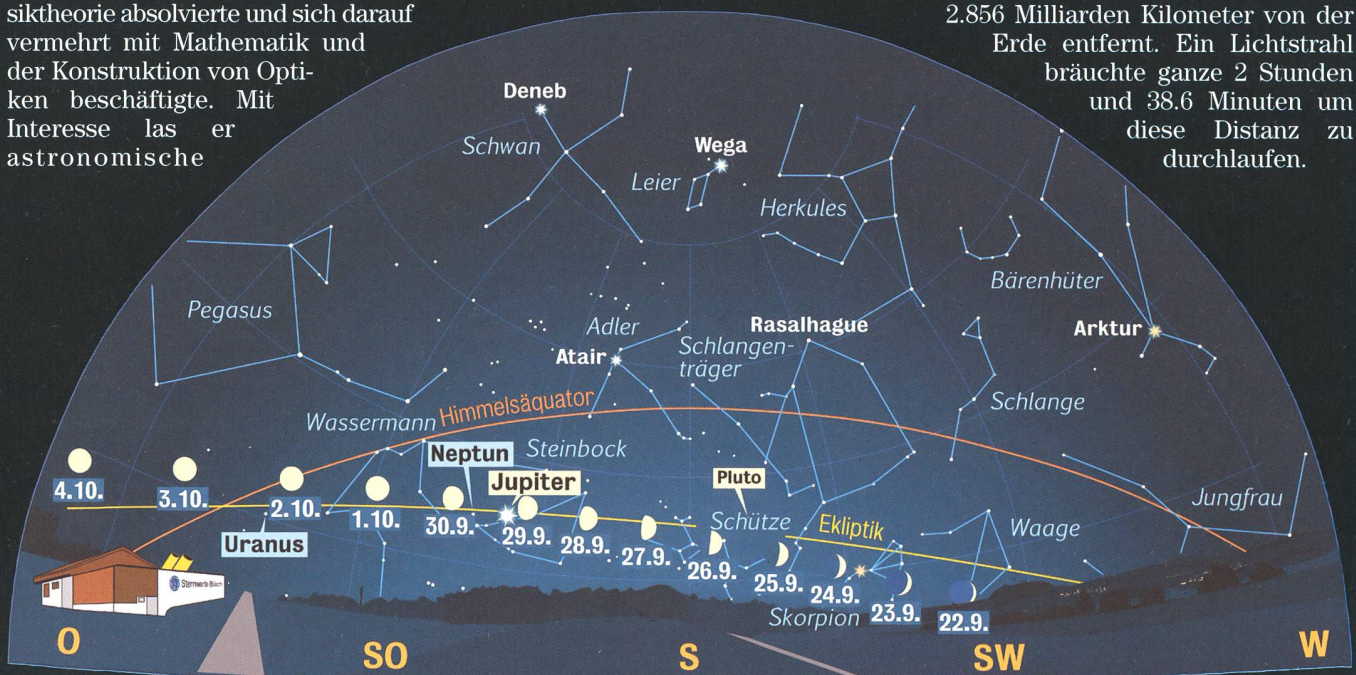 siktheorie absolvierte und sich darauf
vermehrt mit Mathematik und
der Konstruktion von Opti-
ken beschäftigte. Mit
Interesse las er
astronomische
2.856 Milliarden Kilometer von der
Erde entfernt. Ein Lichtstrahl
bräuchte ganze 2 Stunden
und 38.6 Minuten um
diese Distanz zu
durchlaufen.
Deneb
Schwan
Wega
Leier
Herkules
Bärenhüter
Pegasus
Adler
Atair
Rasalhague
Schlangen-
träger
Arktur
Schlange
Wassermann
Himmelsäquator
Neptun
Steinbock
Jupiter
Pluto
Schütze
Ekliptik
Waage
Jungfrau
4.10.
3.10.
2.10.
1.10.
30.9.
29.9.
28.9.
27.9.
26.9.
25.9.
24.9.
23.9.
22.9.
Uranus
Skorpion
Sternwarte Bülach
O
SO
S
SW
W